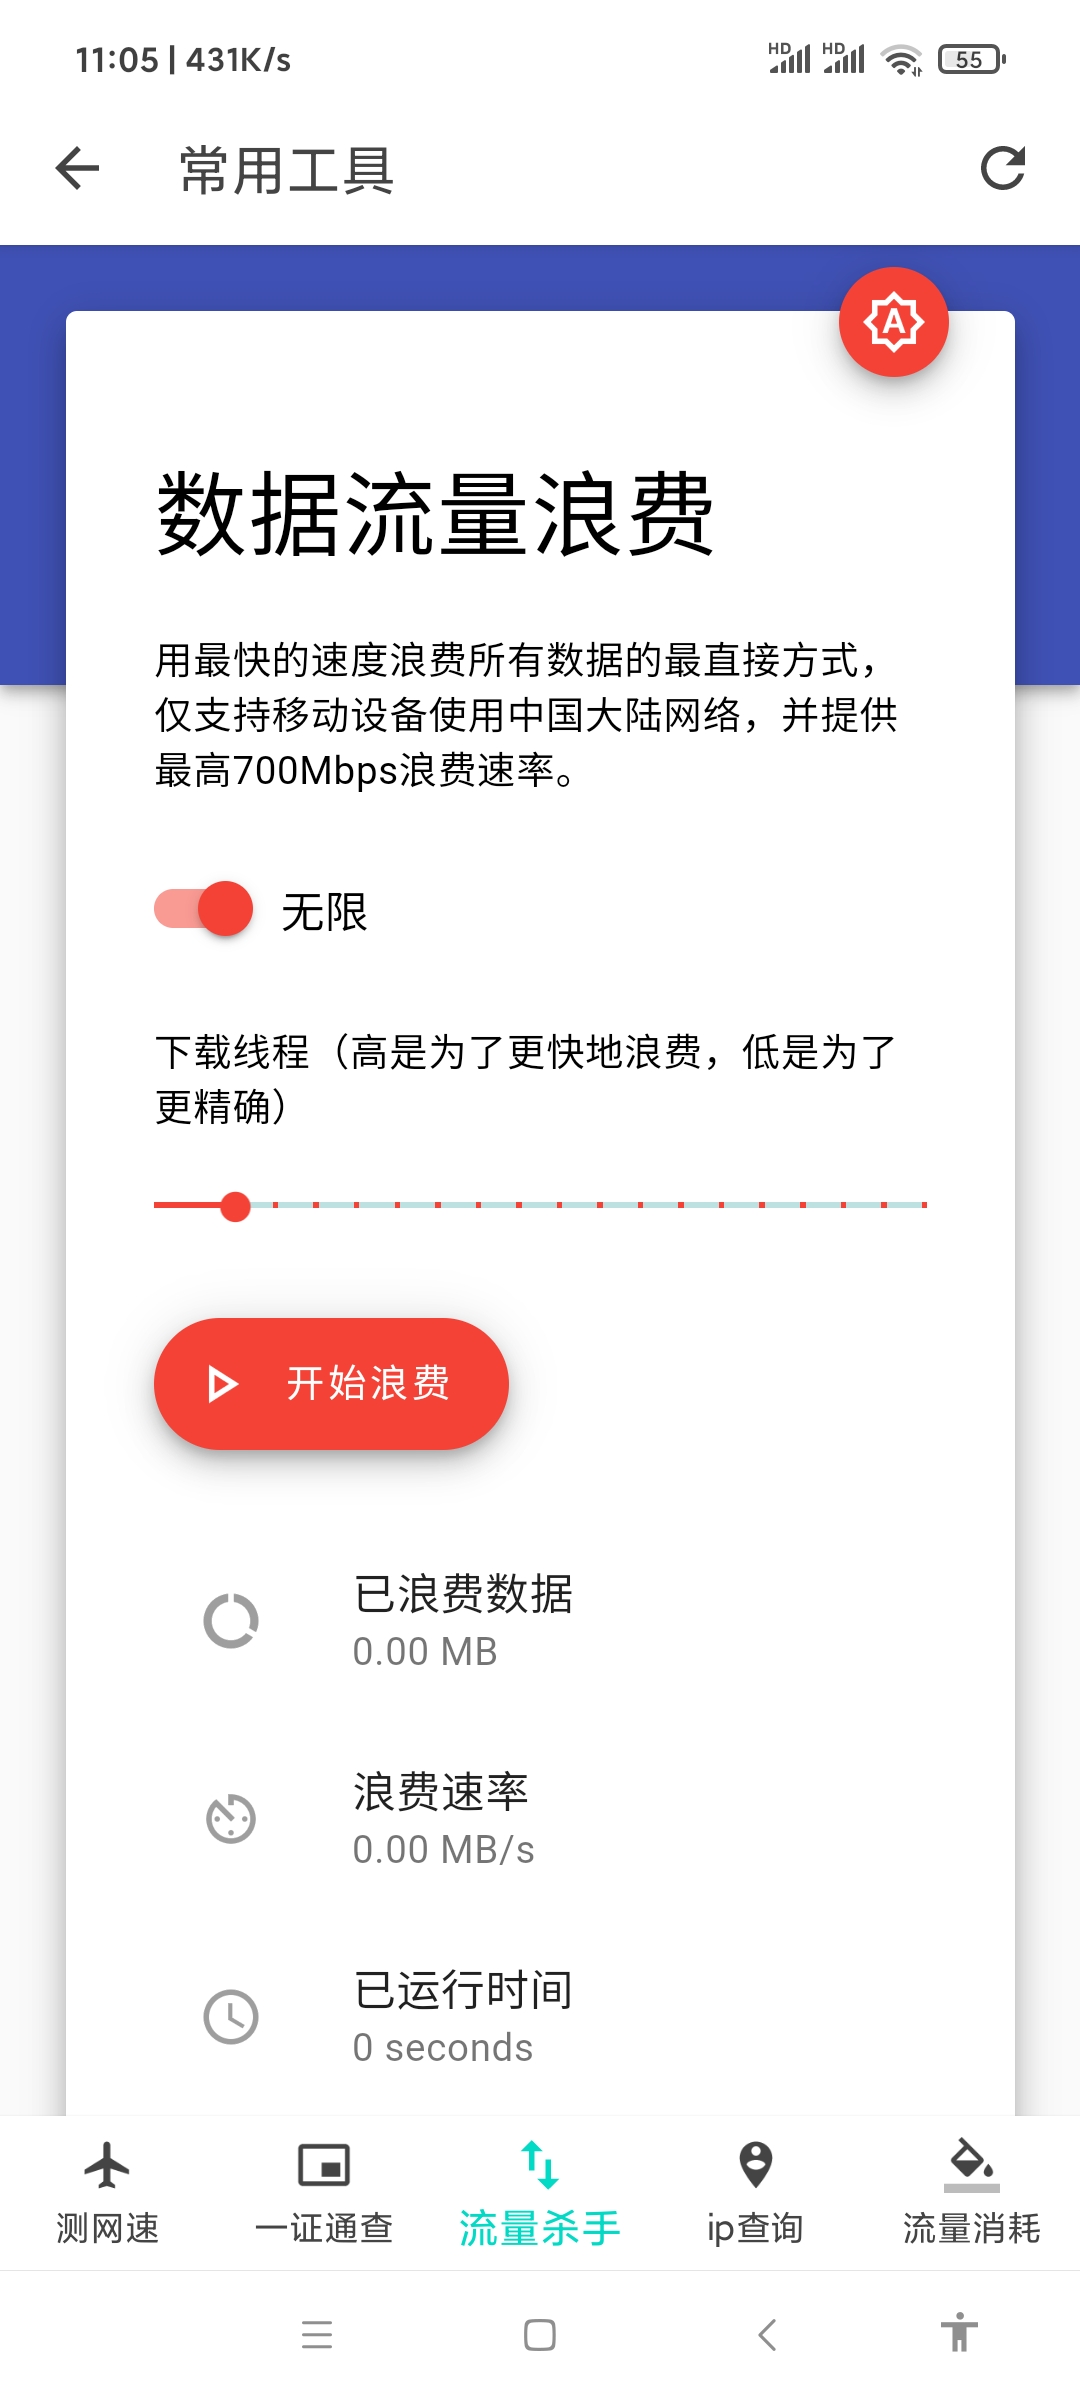 11:05 | 431K/s
HD HD 55
常用工具
A
数据流量浪费
用最快的速度浪费所有数据的最直接方式，
仅支持移动设备使用中国大陆网络，并提供
最高700Mbps浪费速率。
无限
下载线程（高是为了更快地浪费，低是为了
更精确）
开始浪费
已浪费数据
0.00 MB
浪费速率
0.00 MB/s
已运行时间
0 seconds
测网速 一证通查 流量杀手 ip查询 流量消耗